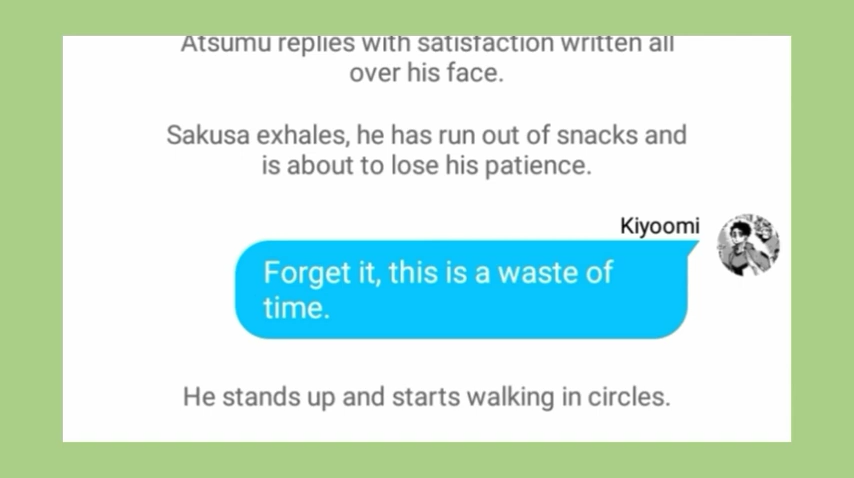 Atsumu replies with satisfaction written all
over his face.
Sakusa exhales, he has run out of snacks and
is about to lose his patience.
Kiyoomi
Forget it, this is a waste of
time.
He stands up and starts walking in circles.